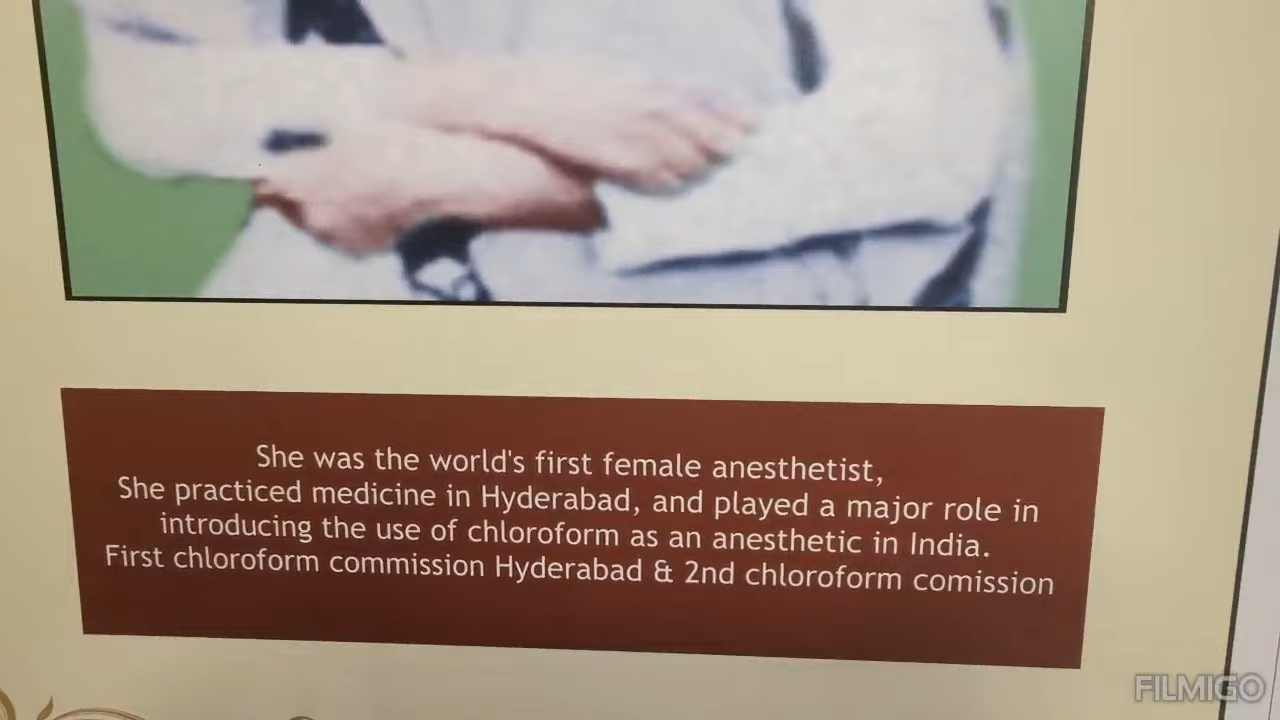 She was the world's first female anesthetist,
She practiced medicine in Hyderabad, and played a major role in
introducing the use of chloroform as an anesthetic in India.
First chloroform commission Hyderabad & 2nd chloroform comission
FILMIGO